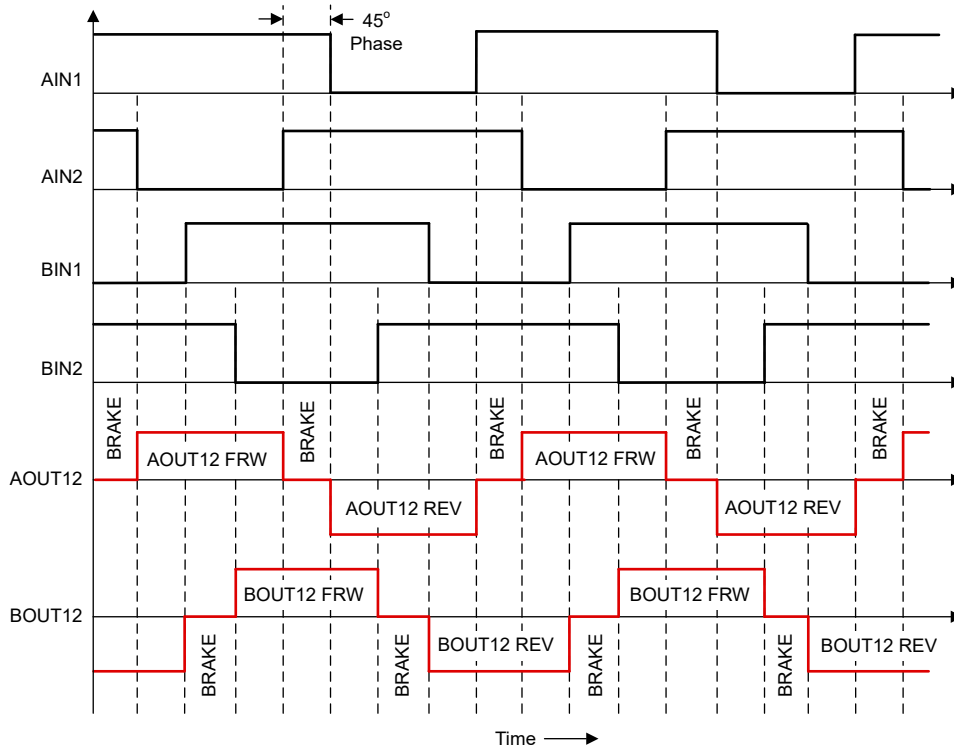 45°
Phase
AIN1
AIN2
BIN1
BIN2
BRAKE
BRAKE
BRAKE
BRAKE
BRAKE
AOUT12 FRW
AOUT12 FRW
AOUT12
AOUT12 REV
AOUT12 REV
BOUT12 FRW
BOUT12 FRW
BOUT12
BOUT12 REV
BOUT12 REV
BRAKE
BRAKE
BRAKE
BRAKE
Time